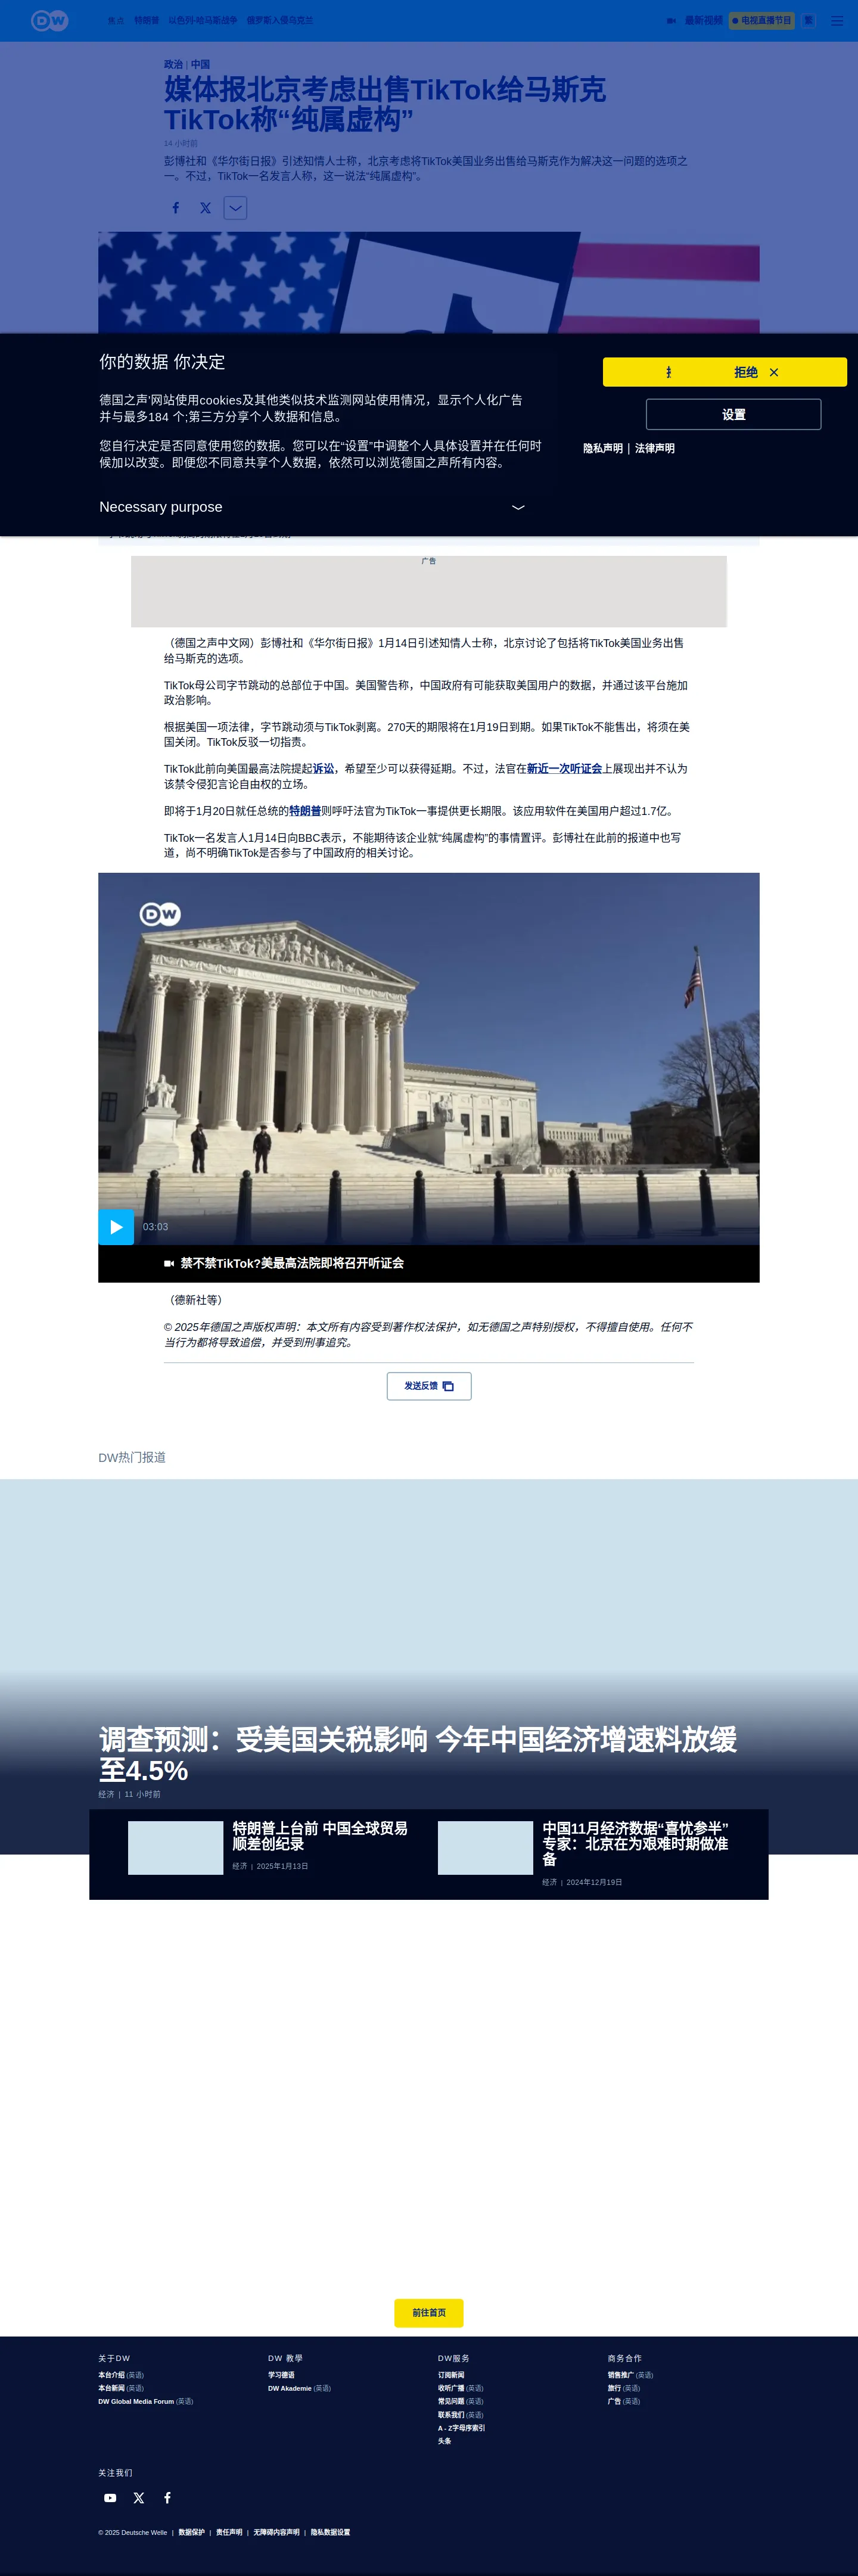 DW
焦点 特朗普 以色列-哈马斯战争 俄罗斯入侵乌克兰
最新视频 电视直播节目 繁
政治 | 中国
媒体报北京考虑出售TikTok给马斯克
TikTok称“纯属虚构”
14 小时前
彭博社和《华尔街日报》引述知情人士称，北京考虑将TikTok美国业务出售给马斯克作为解决这一问题的选项之
一。不过，TikTok一名发言人称，这一说法“纯属虚构”。
你的数据 你决定
德国之声'网站使用cookies及其他类似技术监测网站使用情况，显示个人化广告
并与最多184 个;第三方分享个人数据和信息。
您自行决定是否同意使用您的数据。您可以在“设置”中调整个人具体设置并在任何时
候加以改变。即便您不同意共享个人数据，依然可以浏览德国之声所有内容。
Necessary purpose
拒绝
设置
隐私声明 | 法律声明
广告
（德国之声中文网）彭博社和《华尔街日报》1月14日引述知情人士称，北京讨论了包括将TikTok美国业务出售
给马斯克的选项。
TikTok母公司字节跳动的总部位于中国。美国警告称，中国政府有可能获取美国用户的数据，并通过该平台施加
政治影响。
根据美国一项法律，字节跳动须与TikTok剥离。270天的期限将在1月19日到期。如果TikTok不能售出，将须在美
国关闭。TikTok反驳一切指责。
TikTok此前向美国最高法院提起诉讼，希望至少可以获得延期。不过，法官在新近一次听证会上展现出并不认为
该禁令侵犯言论自由权的立场。
即将于1月20日就任总统的特朗普则呼吁法官为TikTok一事提供更长期限。该应用软件在美国用户超过1.7亿。
TikTok一名发言人1月14日向BBC表示，不能期待该企业就“纯属虚构”的事情置评。彭博社在此前的报道中也写
道，尚不明确TikTok是否参与了中国政府的相关讨论。
DW
03:03
禁不禁TikTok?美最高法院即将召开听证会
（德新社等）
© 2025年德国之声版权声明：本文所有内容受到著作权法保护，如无德国之声特别授权，不得擅自使用。任何不
当行为都将导致追偿，并受到刑事追究。
发送反馈
DW热门报道
调查预测：受美国关税影响 今年中国经济增速料放缓
至4.5%
经济 | 11 小时前
特朗普上台前 中国全球贸易
顺差创纪录
经济 | 2025年1月13日
中国11月经济数据“喜忧参半”
专家：北京在为艰难时期做准
备
经济 | 2024年12月19日
前往首页
关于DW
本台介绍 (英语)
本台新闻 (英语)
DW Global Media Forum (英语)
DW 教學
学习德语
DW Akademie (英语)
DW服务
订阅新闻
收听广播 (英语)
常见问题 (英语)
联系我们 (英语)
A - Z字母序索引
头条
商务合作
销售推广 (英语)
旅行 (英语)
广告 (英语)
关注我们
© 2025 Deutsche Welle | 数据保护 | 责任声明 | 无障碍内容声明 | 隐私数据设置